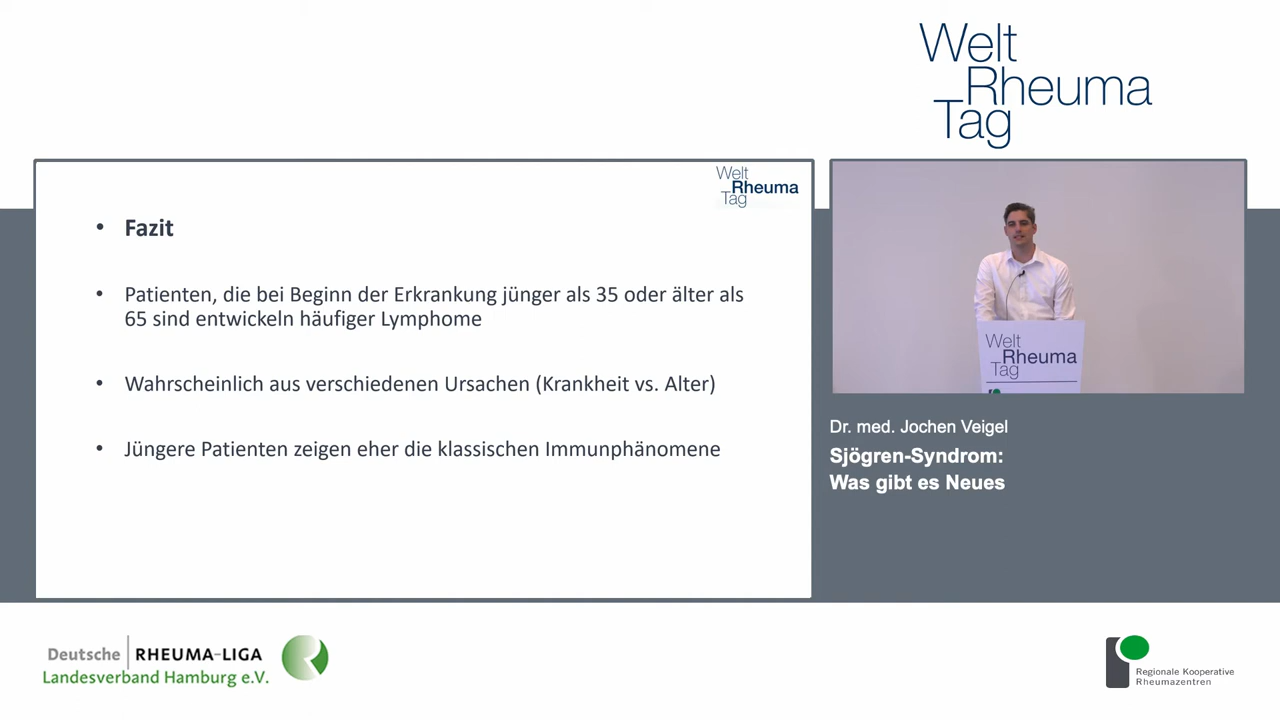 Welt
Rheuma
Tag
Welt
Rheuma
Tag
• Fazit
• Patienten, die bei Beginn der Erkrankung jünger als 35 oder älter als
65 sind entwickeln häufiger Lymphome
• Wahrscheinlich aus verschiedenen Ursachen (Krankheit vs. Alter)
• Jüngere Patienten zeigen eher die klassischen Immunphänomene
Welt
Rheuma
Tag
Dr. med. Jochen Veigel
Sjögren-Syndrom:
Was gibt es Neues
Deutsche RHEUMA-LIGA
Landesverband Hamburg e.V.
Regionale Kooperative
Rheumazentren